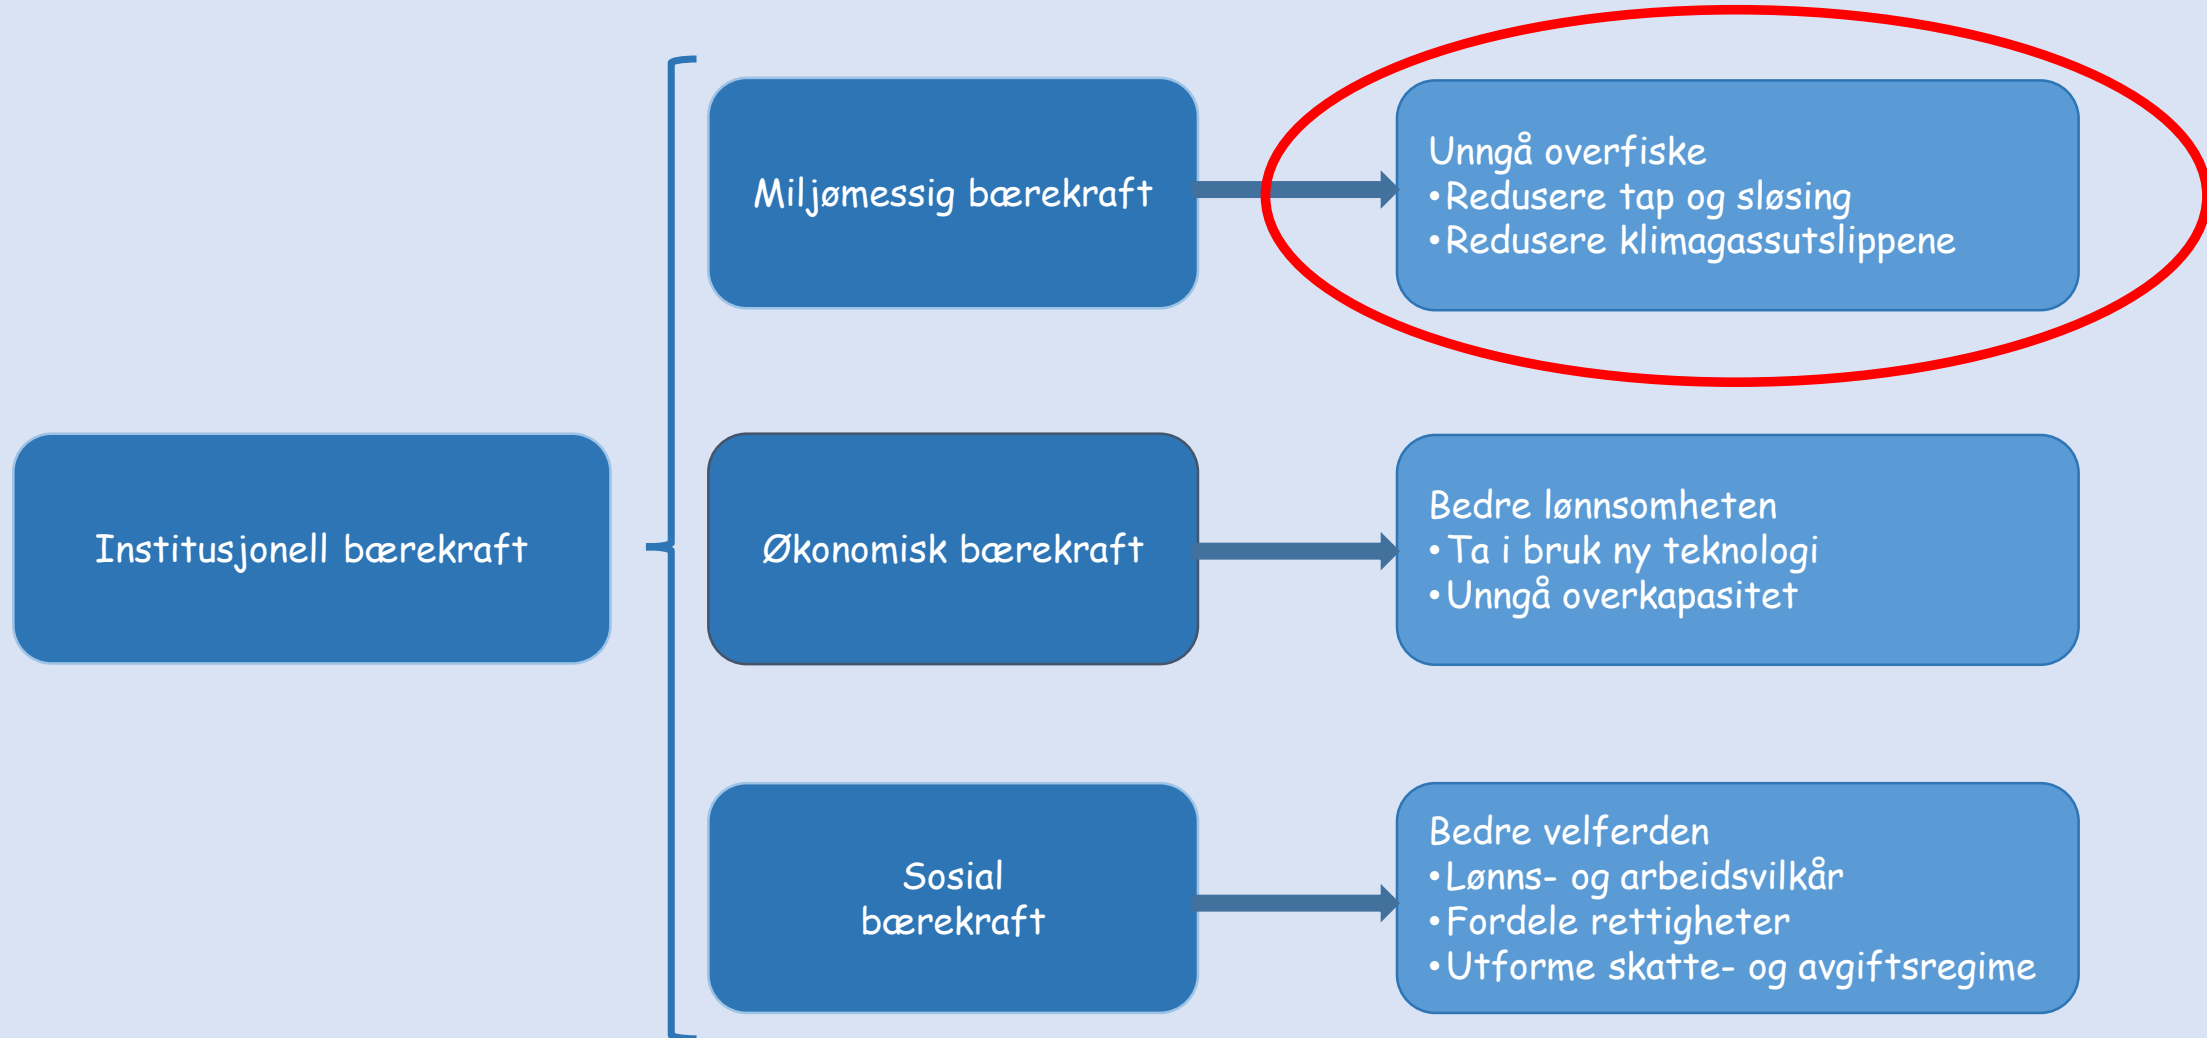 Miljømessig bærekraft
Unngå overfiske
•Redusere tap og sløsing
•Redusere klimagassutslippene
Institusjonell bærekraft
Økonomisk bærekraft
Bedre lønnsomheten
•Ta i bruk ny teknologi
•Unngå overkapasitet
Sosial
bærekraft
Bedre velferden
•Lønns- og arbeidsvilkår
•Fordele rettigheter
•Utforme skatte- og avgiftsregime